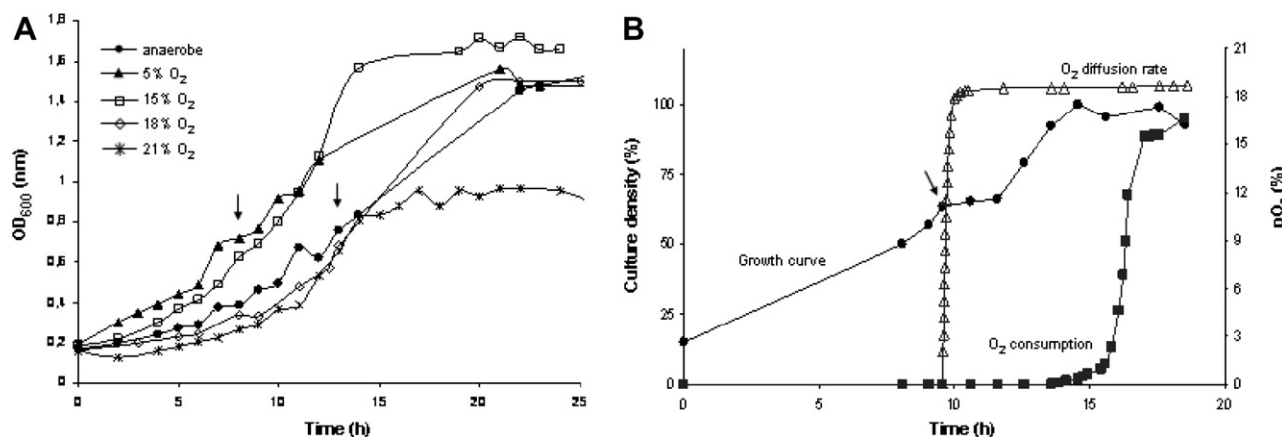 A
anaerobe
5% O2
15% O2
18% O2
21% O2
OD600 (nm)
1,8
1,6
1,4
1,2
1
0,8
0,6
0,4
0,2
0
0 5 10 15 20 25
Time (h)
B
O2 diffusion rate
Growth curve
O2 consumption
Culture density (%)
100
75
50
25
0
pO2 (%)
21
18
15
12
9
6
3
0
0 5 10 15 20
Time (h)